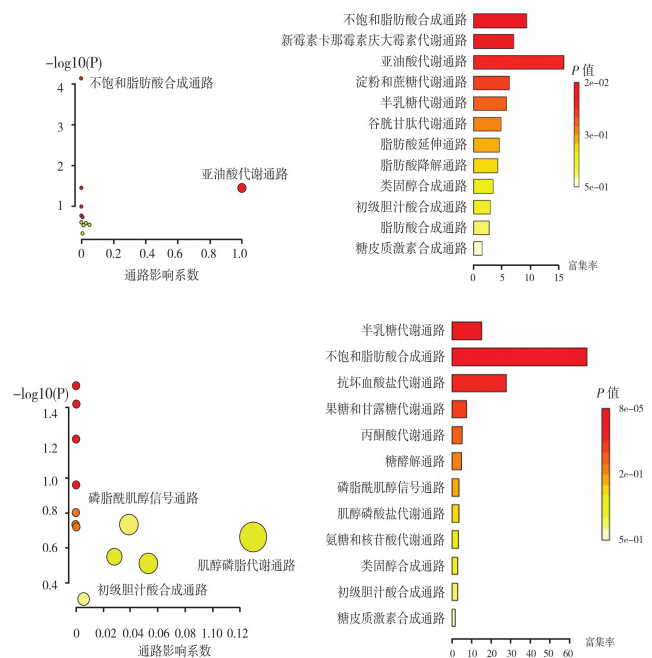 −log10(P)
4
3
2
1
不饱和脂肪酸合成通路
亚油酸代谢通路
0
0.2
0.4
0.6
0.8
1.0
通路影响系数
不饱和脂肪酸合成通路
新霉素卡那霉素庆大霉素代谢通路
亚油酸代谢通路
淀粉和蔗糖代谢通路
半乳糖代谢通路
谷胱甘肽代谢通路
脂肪酸延伸通路
脂肪酸降解通路
类固醇合成通路
初级胆汁酸合成通路
脂肪酸合成通路
糖皮质激素合成通路
0
5
10
15
富集率
P 值
2e−02
3e−01
5e−01
−log10(P)
1.4
1.2
1.0
0.8
0.6
0.4
磷脂酰肌醇信号通路
肌醇磷脂代谢通路
初级胆汁酸合成通路
0
0.02
0.04
0.06
0.08
1.10
0.12
通路影响系数
半乳糖代谢通路
不饱和脂肪酸合成通路
抗坏血酸盐代谢通路
果糖和甘露糖代谢通路
丙酮酸代谢通路
糖酵解通路
磷脂酰肌醇信号通路
肌醇磷酸盐代谢通路
氨糖和核苷酸代谢通路
类固醇合成通路
初级胆汁酸合成通路
糖皮质激素合成通路
0
10
20
30
40
50
60
富集率
P 值
8e−05
2e−01
5e−01